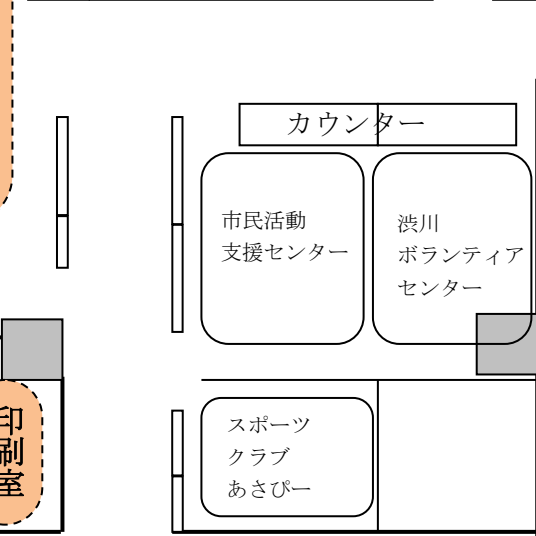 カウンター
市民活動
支援センター
渋川
ボランティア
センター
スポーツ
クラブ
あさぴー
印刷室